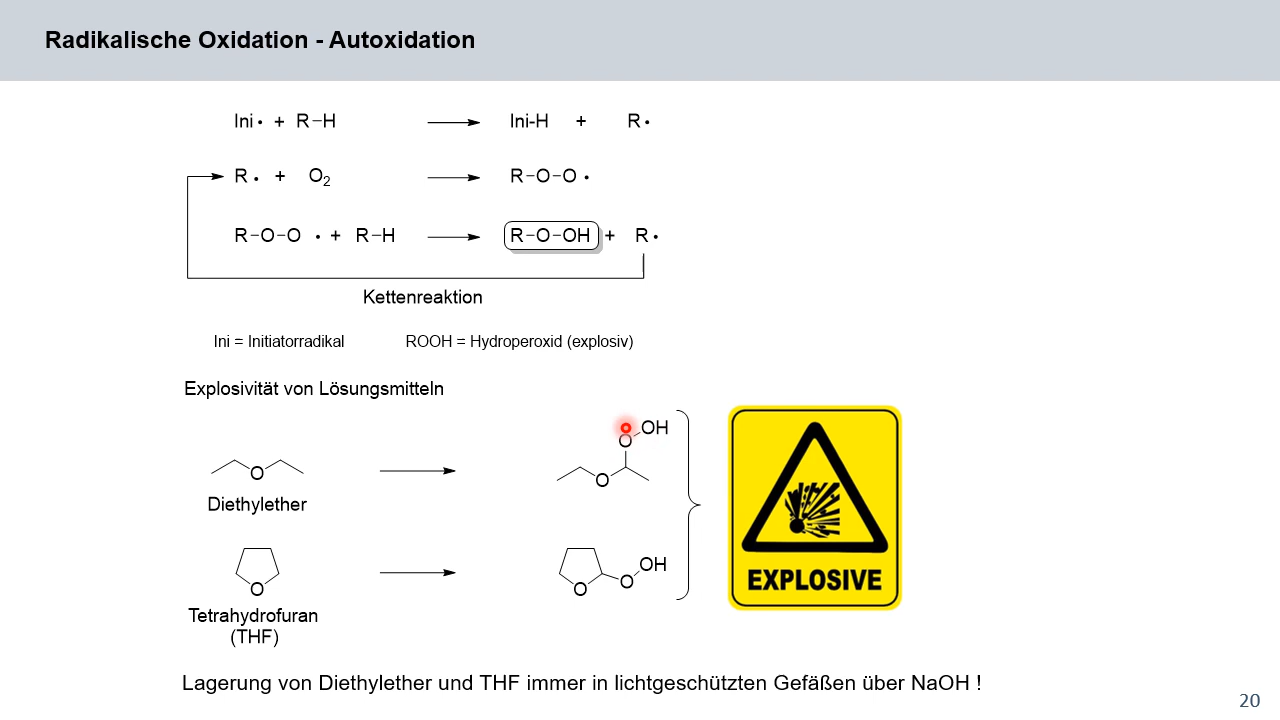 Radikalische Oxidation - Autoxidation
Ini • + R–H ⟶ Ini-H + R •
R • + O₂ ⟶ R–O–O •
R–O–O • + R–H ⟶ R–O–OH + R •
Kettenreaktion
Ini = Initiatorradikal ROOH = Hydroperoxid (explosiv)
Explosivität von Lösungsmitteln
OH
O
O O
Diethylether
OH
O
O O
EXPLOSIVE
Tetrahydrofuran
(THF)
Lagerung von Diethylether und THF immer in lichtgeschützten Gefäßen über NaOH !
20